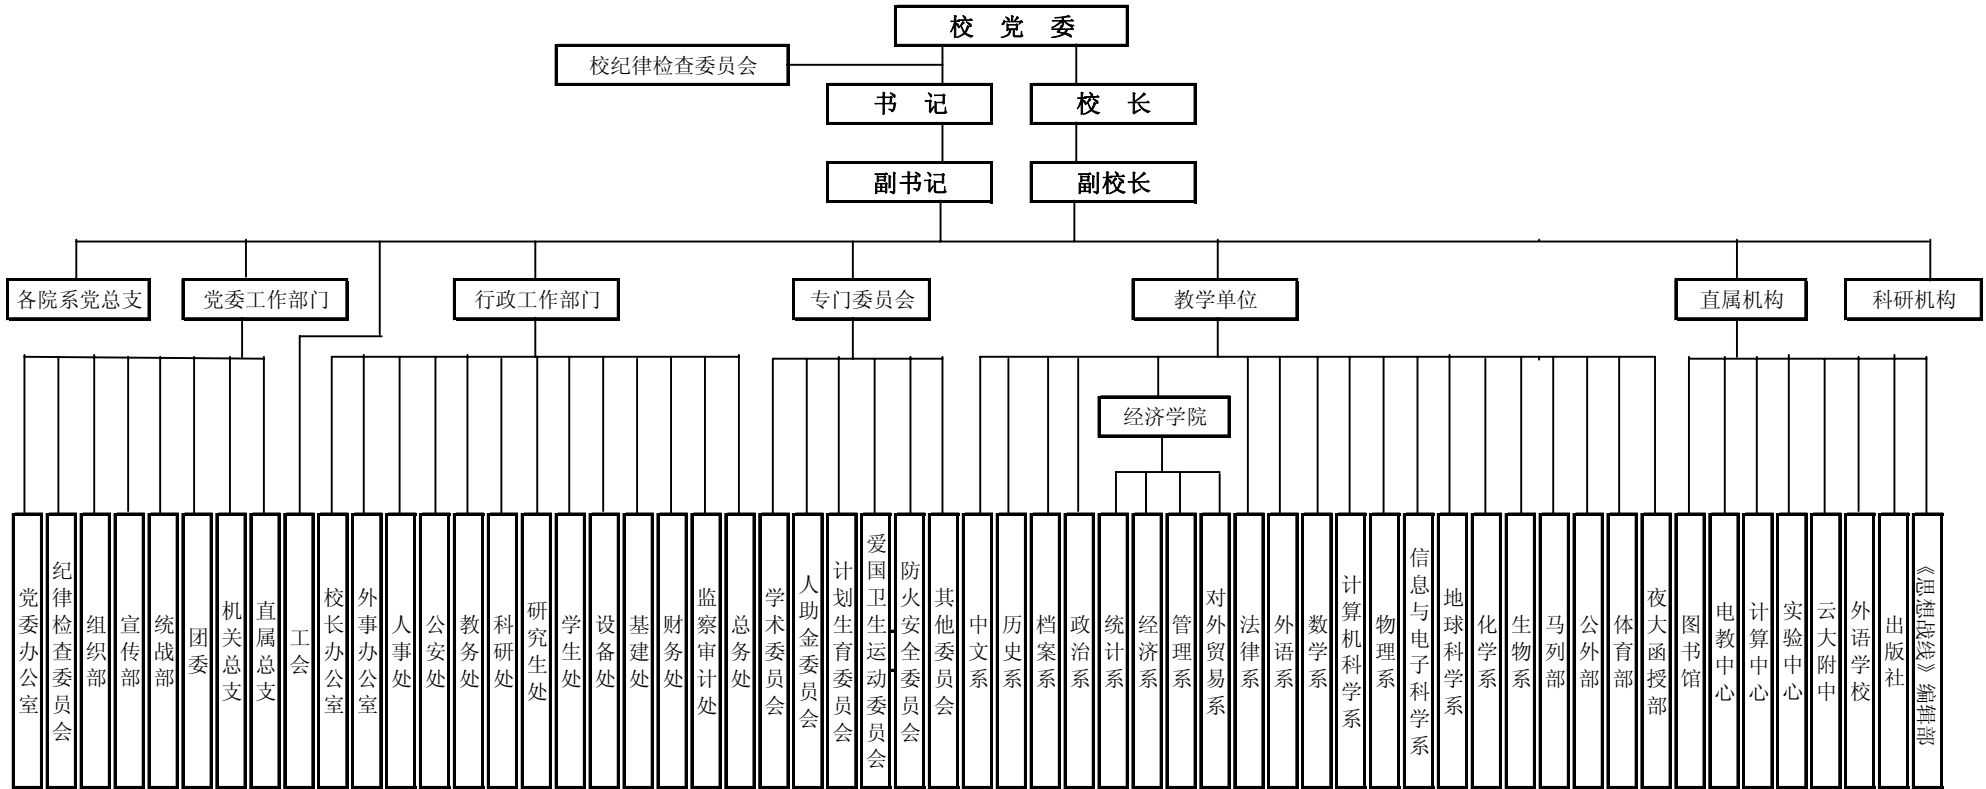 校党委
校纪律检查委员会
书记
校长
副书记
副校长
各院系党总支
党委工作部门
行政工作部门
专门委员会
教学单位
直属机构
科研机构
经济学院
党委办公室
纪律检查委员会
组织部
宣传部
统战部
团委
机关总支
直属总支
工会
校长办公室
外事办公室
人事处
公安处
教务处
科研处
研究生处
学生处
设备处
基建处
财务处
监察审计处
总务处
学术委员会
人助金委员会
计划生育委员会
爱国卫生运动委员会
防火安全委员会
其他委员会
中文系
历史系
档案系
政治系
统计系
经济系
管理系
对外贸易系
法律系
外语系
数学系
计算机科学系
物理系
信息与电子科学系
地球科学系
化学系
生物系
马列部
公外部
体育部
夜大函授部
图书馆
电教中心
计算中心
实验中心
云大附中
外语学校
出版社
《思想战线》编辑部